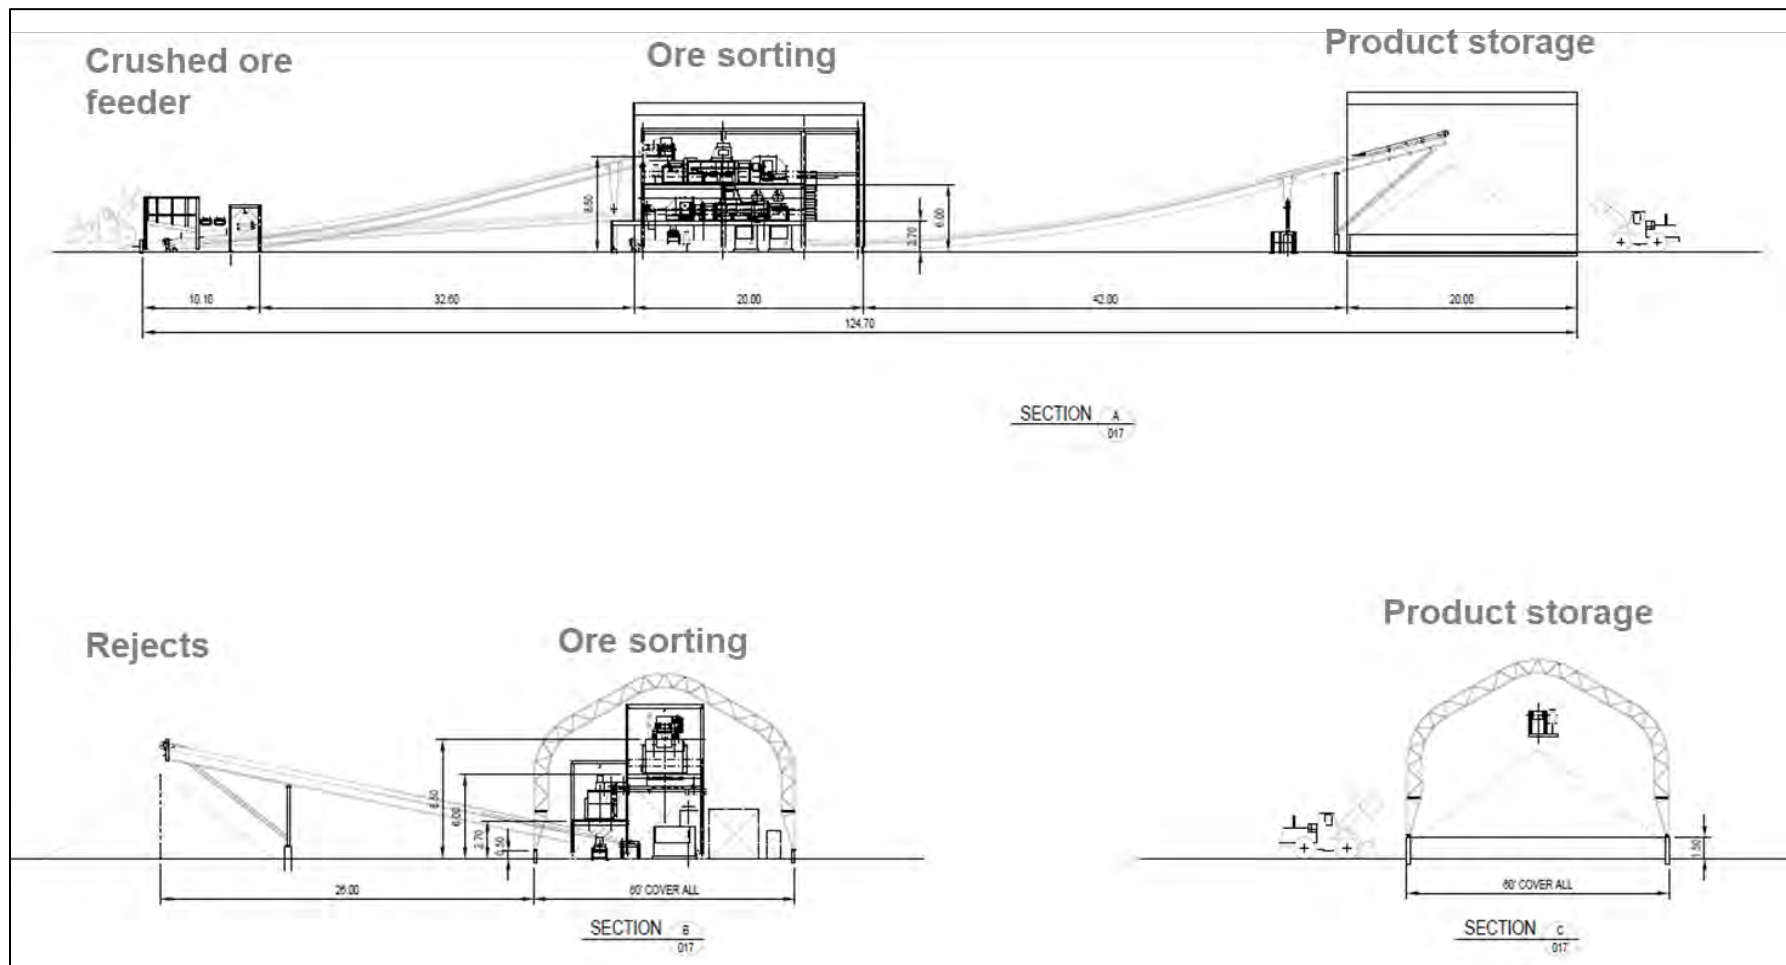 Crushed ore
feeder
Ore sorting
Product storage
8.50
6.00
2.70
10.10
32.60
20.00
42.00
20.00
124.70
SECTION A
017
Rejects
Ore sorting
Product storage
8.50
6.00
2.70
0.50
1.50
26.00
60' COVER ALL
60' COVER ALL
SECTION B
017
SECTION C
017